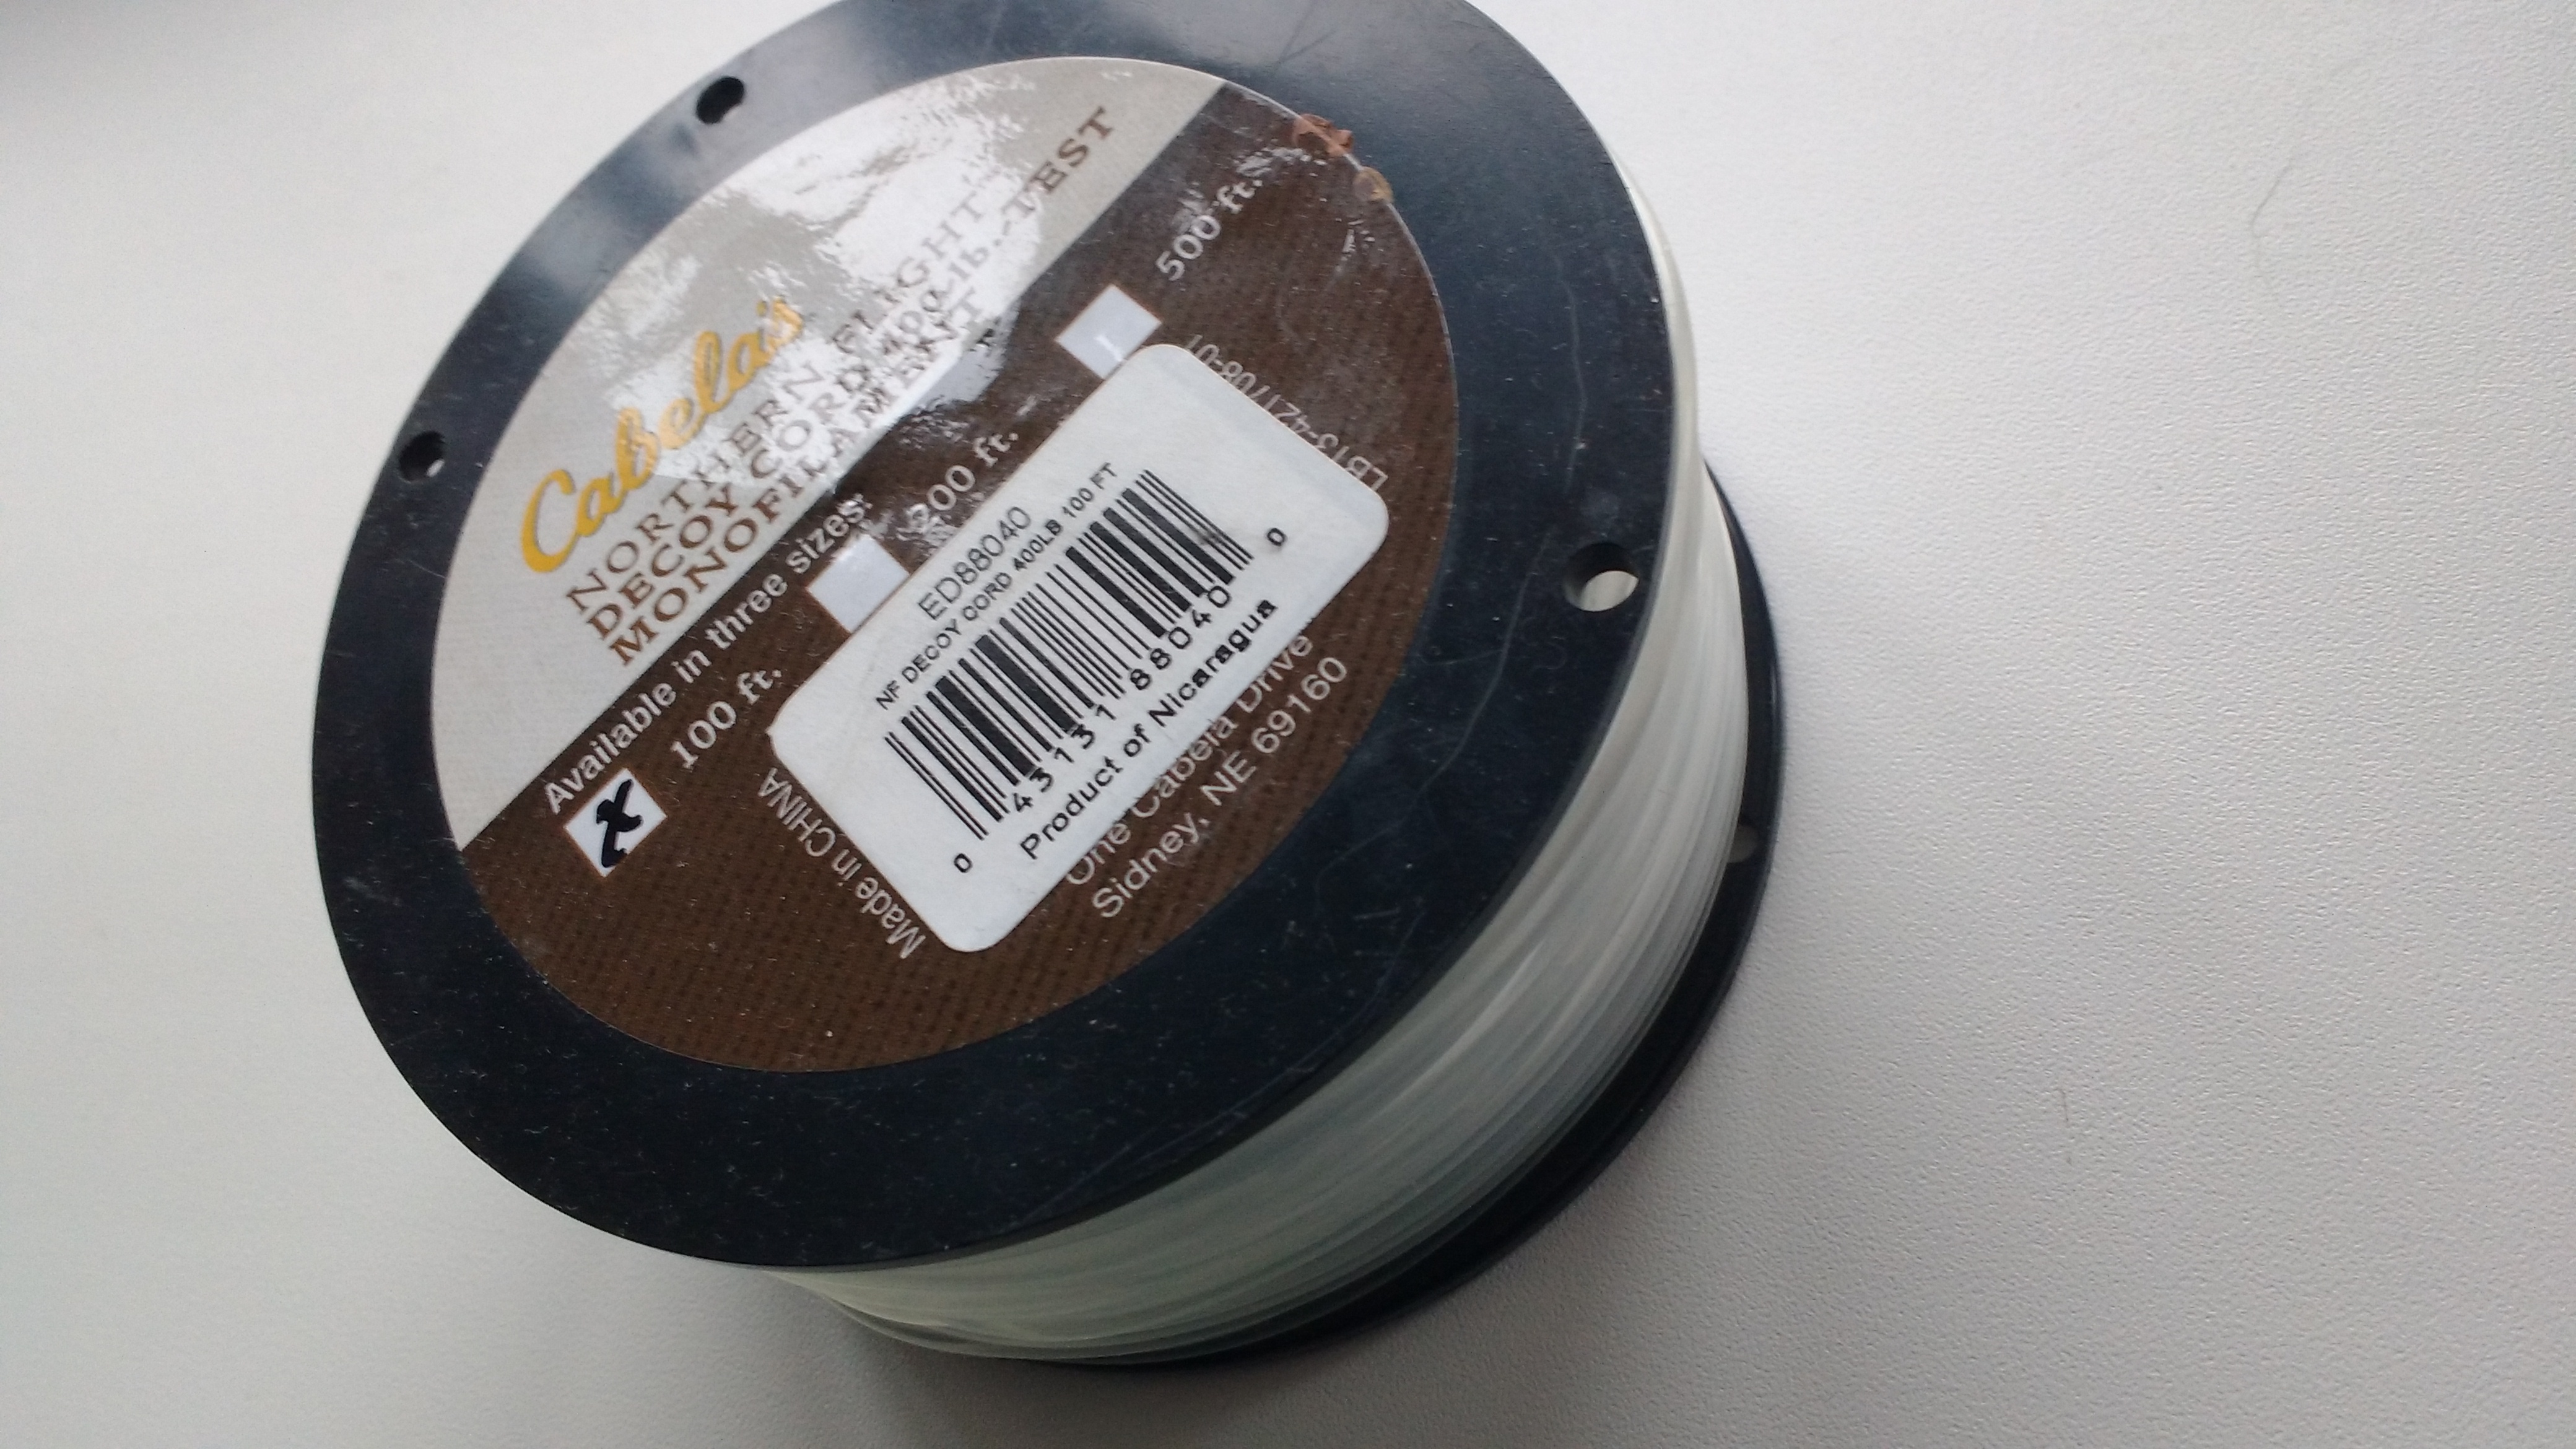 Cabela's
NORTHERN FLIGHT
DECOY CORD 400-lb. TEST
MONOFILAMENT
Available in three sizes:
X 100 ft.
200 ft.
500 ft.
ED88040
NF DECOY CORD 400LB 100 FT
0 43131 88040 0
Product of Nicaragua
One Cabela Drive
Sidney, NE 69160
Made in CHINA